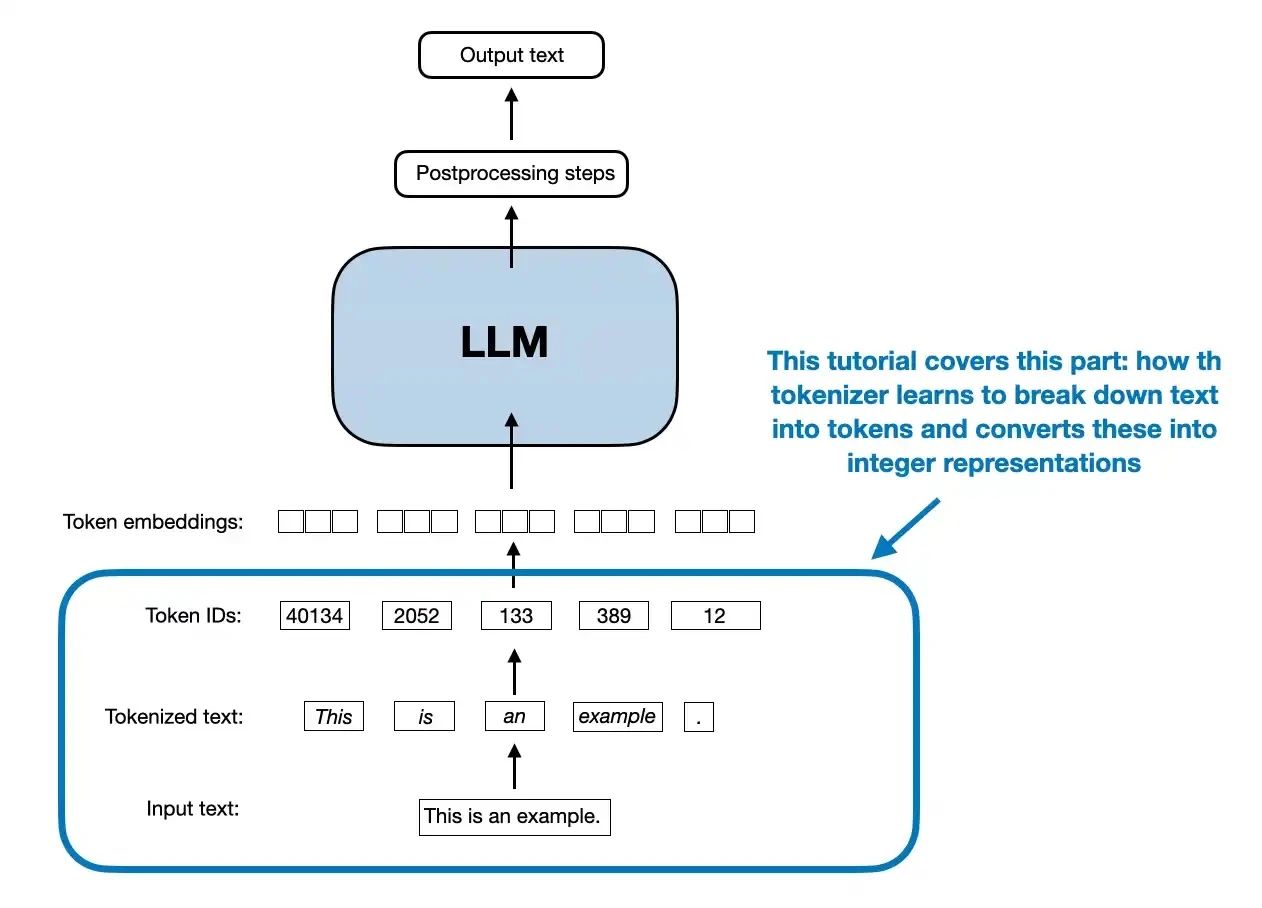 Output text
Postprocessing steps
LLM
This tutorial covers this part: how th
tokenizer learns to break down text
into tokens and converts these into
integer representations
Token embeddings:
Token IDs: 40134 2052 133 389 12
Tokenized text: This is an example .
Input text: This is an example.